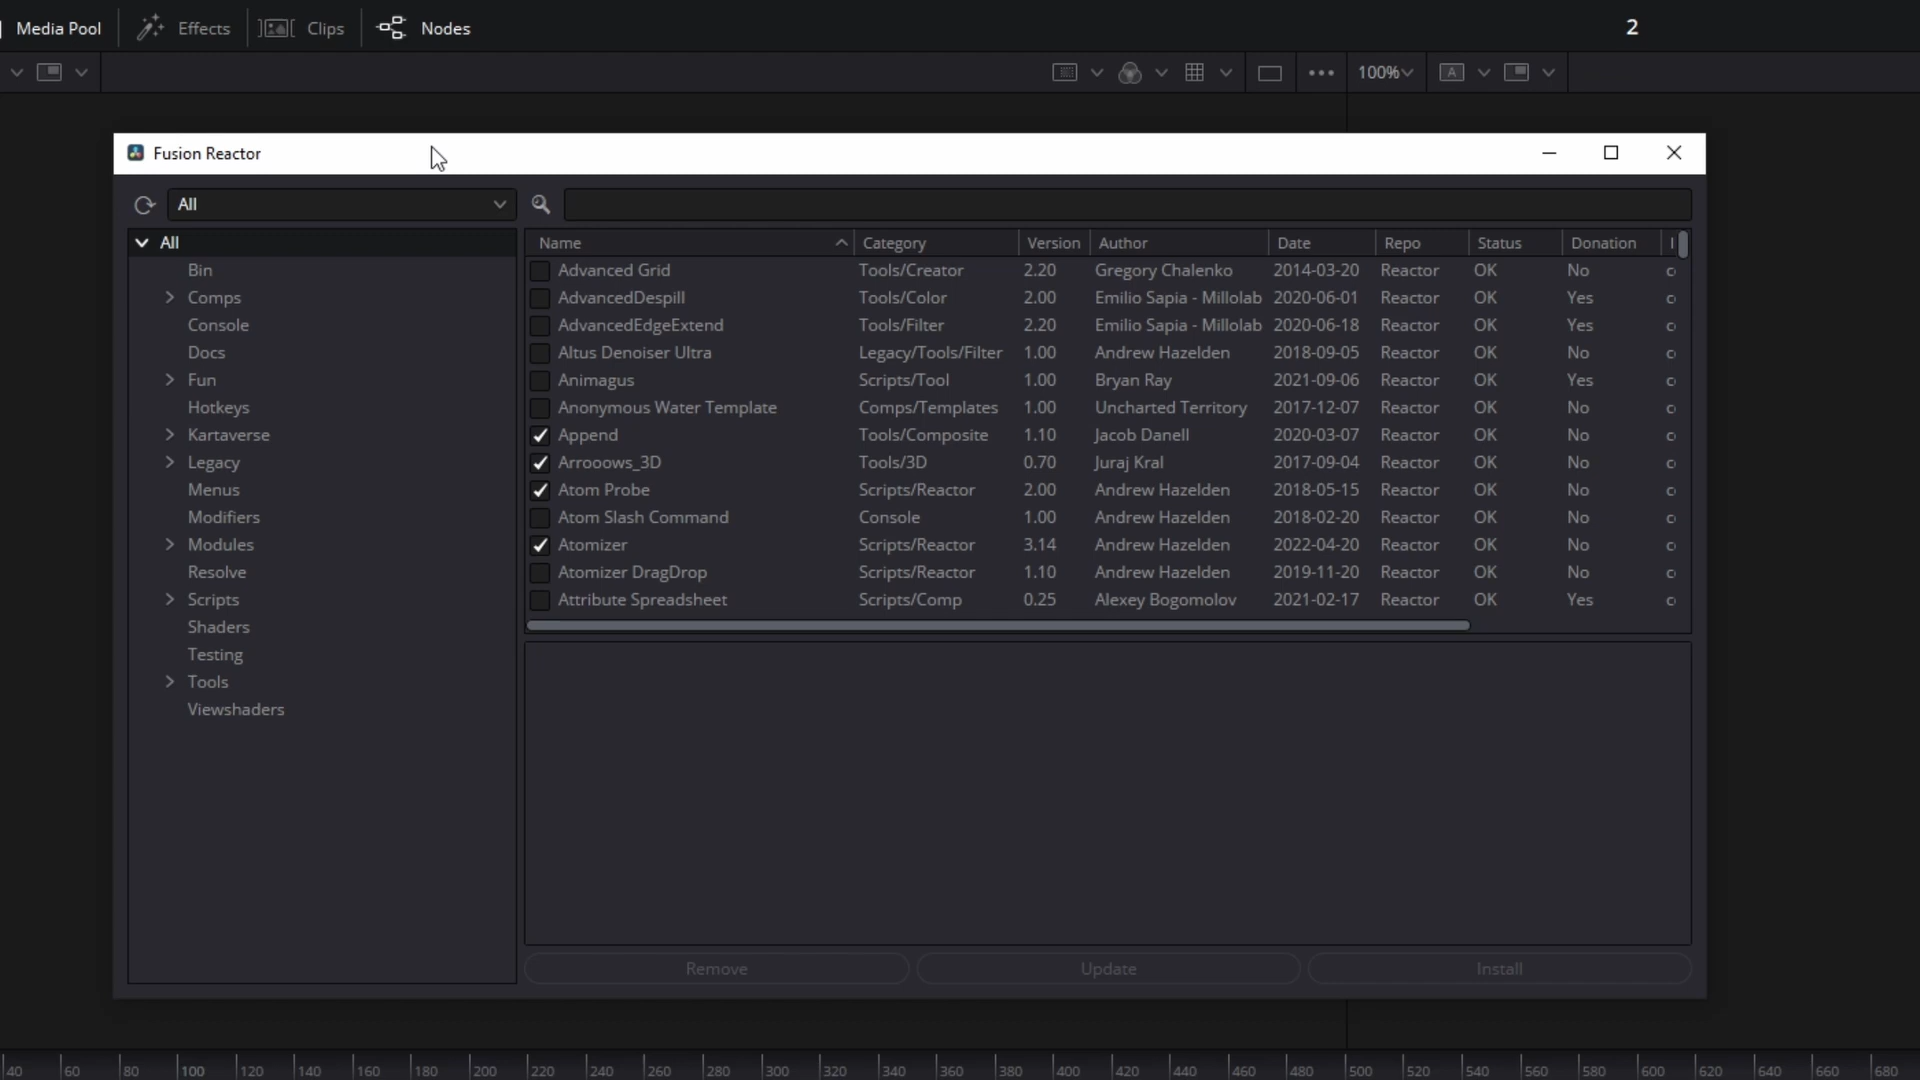 Media Pool Effects Clips Nodes 2
100% A
Fusion Reactor
All
Name Category Version Author Date Repo Status Donation
All
Bin
Comps
Console
Docs
Fun
Hotkeys
Kartaverse
Legacy
Menus
Modifiers
Modules
Resolve
Scripts
Shaders
Testing
Tools
Viewshaders
Advanced Grid Tools/Creator 2.20 Gregory Chalenko 2014-03-20 Reactor OK No
AdvancedDespill Tools/Color 2.00 Emilio Sapia - Millolab 2020-06-01 Reactor OK Yes
AdvancedEdgeExtend Tools/Filter 2.20 Emilio Sapia - Millolab 2020-06-18 Reactor OK Yes
Altus Denoiser Ultra Legacy/Tools/Filter 1.00 Andrew Hazelden 2018-09-05 Reactor OK No
Animagus Scripts/Tool 1.00 Bryan Ray 2021-09-06 Reactor OK Yes
Anonymous Water Template Comps/Templates 1.00 Uncharted Territory 2017-12-07 Reactor OK No
Append Tools/Composite 1.10 Jacob Danell 2020-03-07 Reactor OK No
Arrooows_3D Tools/3D 0.70 Juraj Kral 2017-09-04 Reactor OK No
Atom Probe Scripts/Reactor 2.00 Andrew Hazelden 2018-05-15 Reactor OK No
Atom Slash Command Console 1.00 Andrew Hazelden 2018-02-20 Reactor OK No
Atomizer Scripts/Reactor 3.14 Andrew Hazelden 2022-04-20 Reactor OK No
Atomizer DragDrop Scripts/Reactor 1.10 Andrew Hazelden 2019-11-20 Reactor OK No
Attribute Spreadsheet Scripts/Comp 0.25 Alexey Bogomolov 2021-02-17 Reactor OK Yes
Remove Update Install
40 60 80 100 120 140 160 180 200 220 240 260 280 300 320 340 360 380 400 420 440 460 480 500 520 540 560 580 600 620 640 660 680